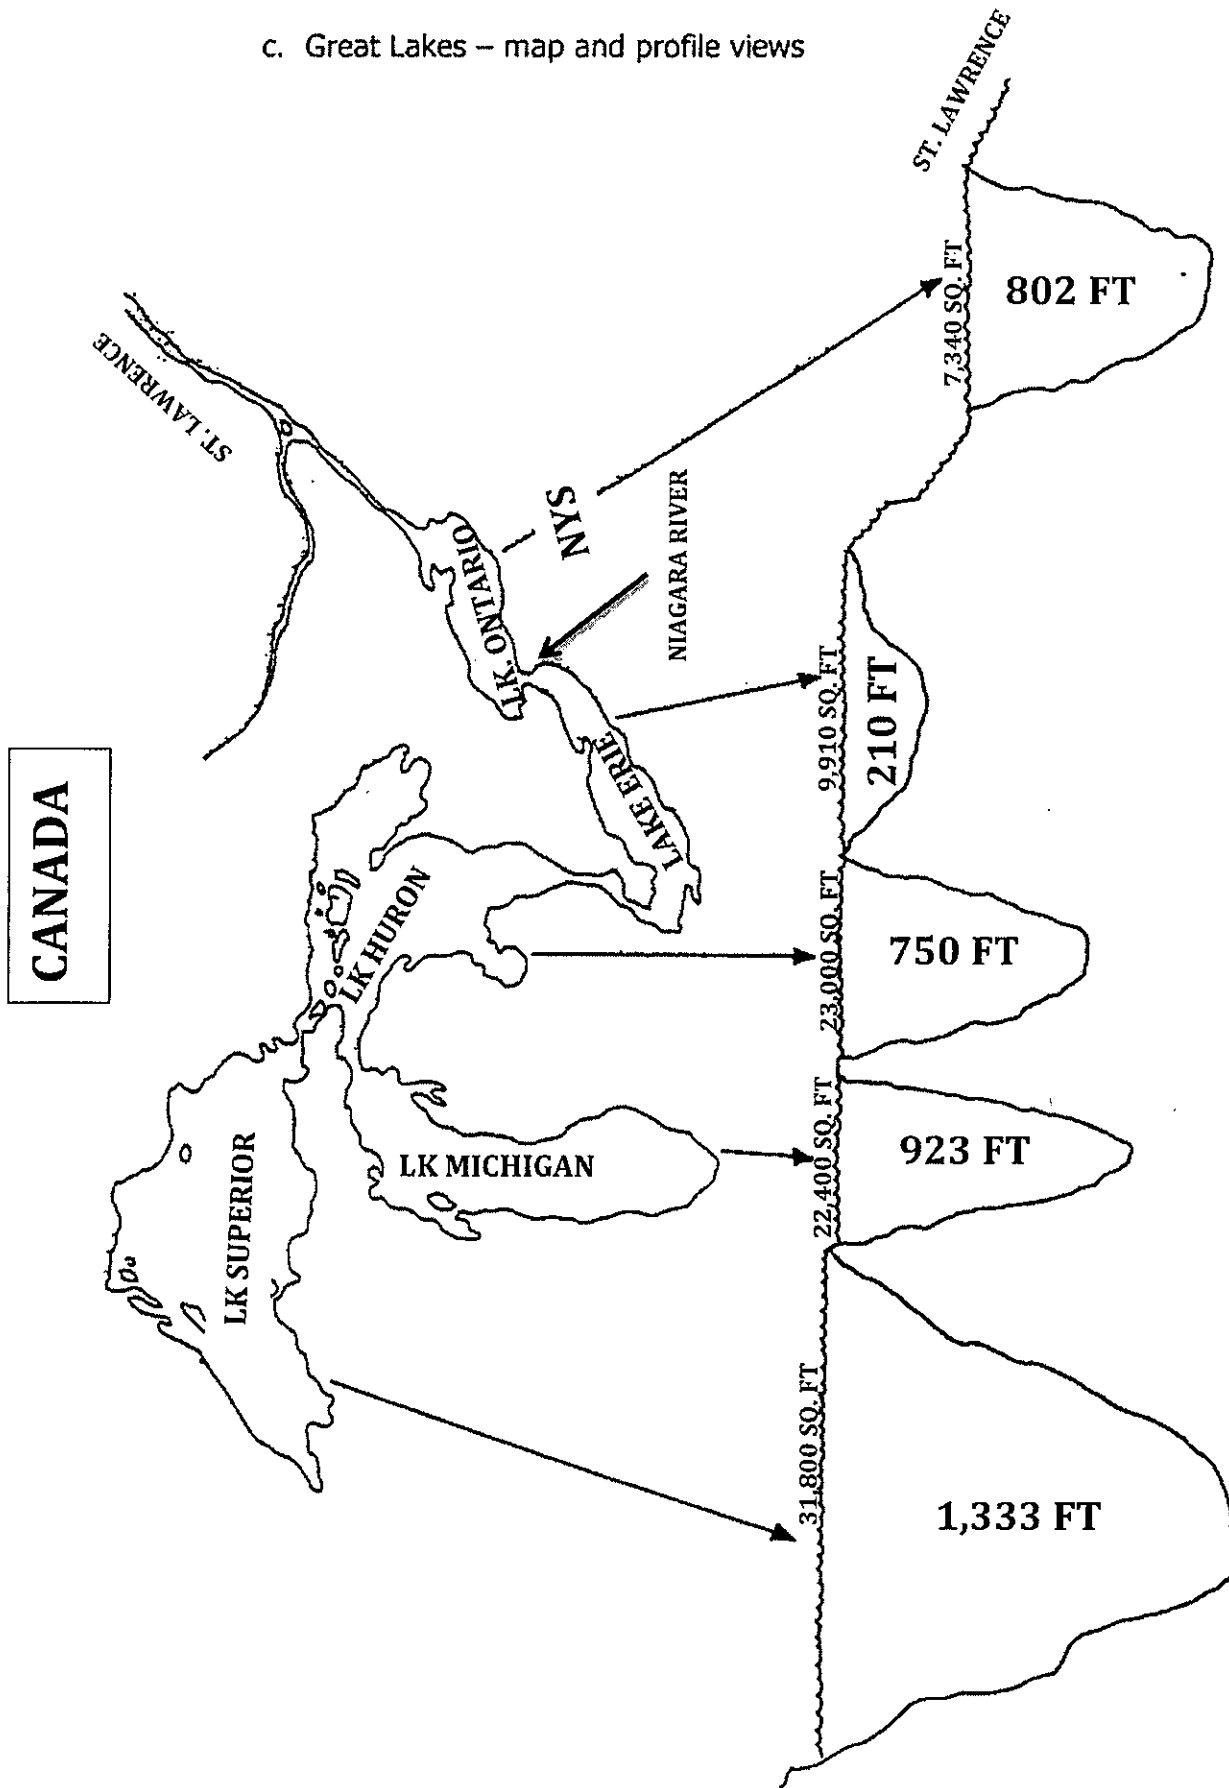 c. Great Lakes – map and profile views
CANADA
ST. LAWRENCE
LK. ONTARIO
NYS
NIAGARA RIVER
LAKE ERIE
LK HURON
LK SUPERIOR
LK MICHIGAN
ST. LAWRENCE
7,340 SQ. FT
802 FT
9,910 SQ. FT
210 FT
23,000 SQ. FT
750 FT
22,400 SQ. FT
923 FT
31,800 SQ. FT
1,333 FT